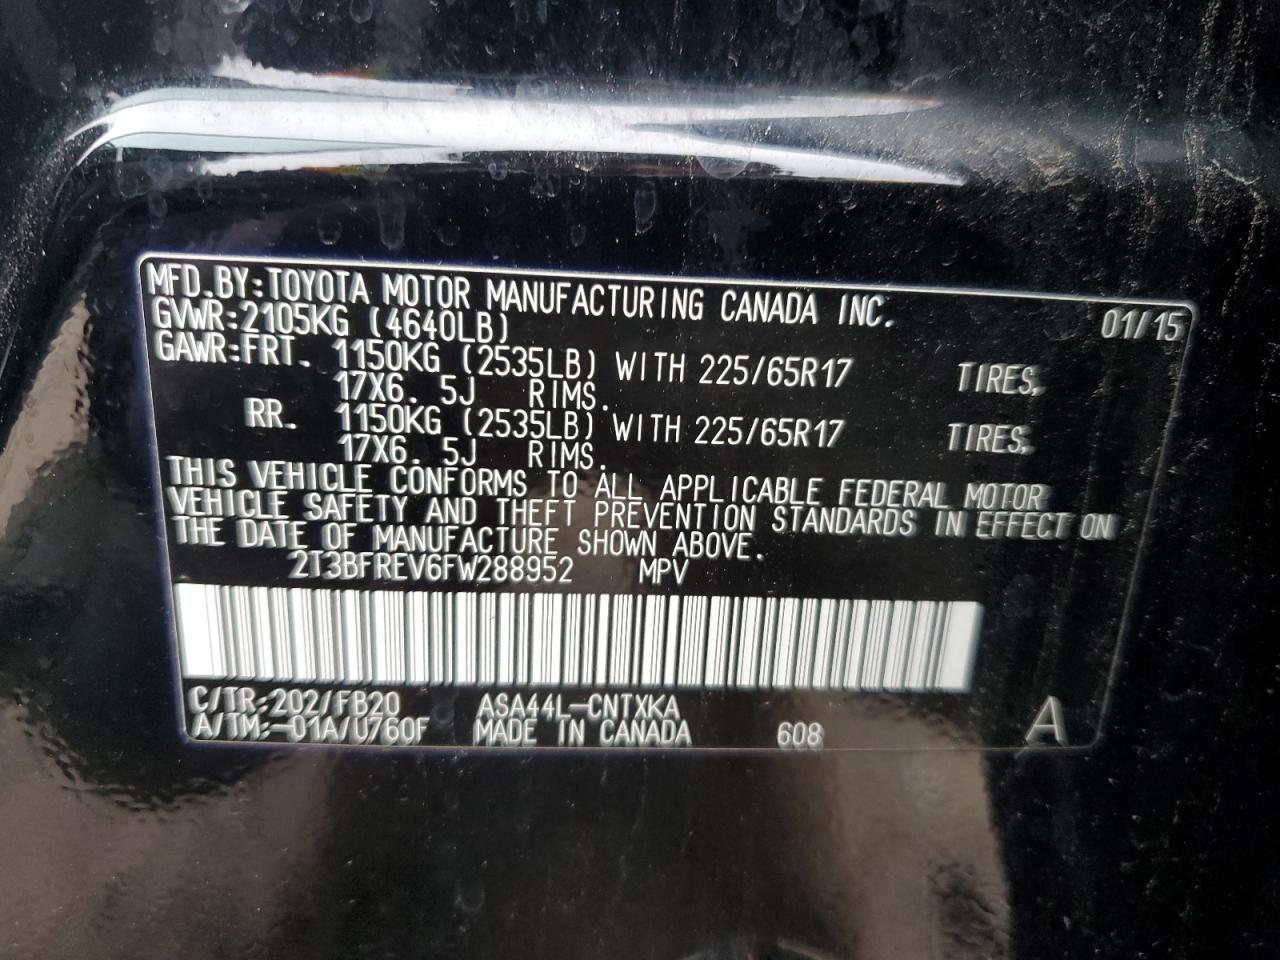 MFD.BY:TOYOTA MOTOR MANUFACTURING CANADA INC. 01/15
GVWR:2105KG (4640LB)
GAWR:FRT. 1150KG (2535LB) WITH 225/65R17 TIRES,
17X6. 5J RIMS.
RR. 1150KG (2535LB) WITH 225/65R17 TIRES,
17X6. 5J RIMS.
THIS VEHICLE CONFORMS TO ALL APPLICABLE FEDERAL MOTOR
VEHICLE SAFETY AND THEFT PREVENTION STANDARDS IN EFFECT ON
THE DATE OF MANUFACTURE SHOWN ABOVE.
2T3BFREV6FW288952 MPV
C/TR:202/FB20 ASA44L-CNTXKA
A/TM:-01A/U760F MADE IN CANADA 608 A